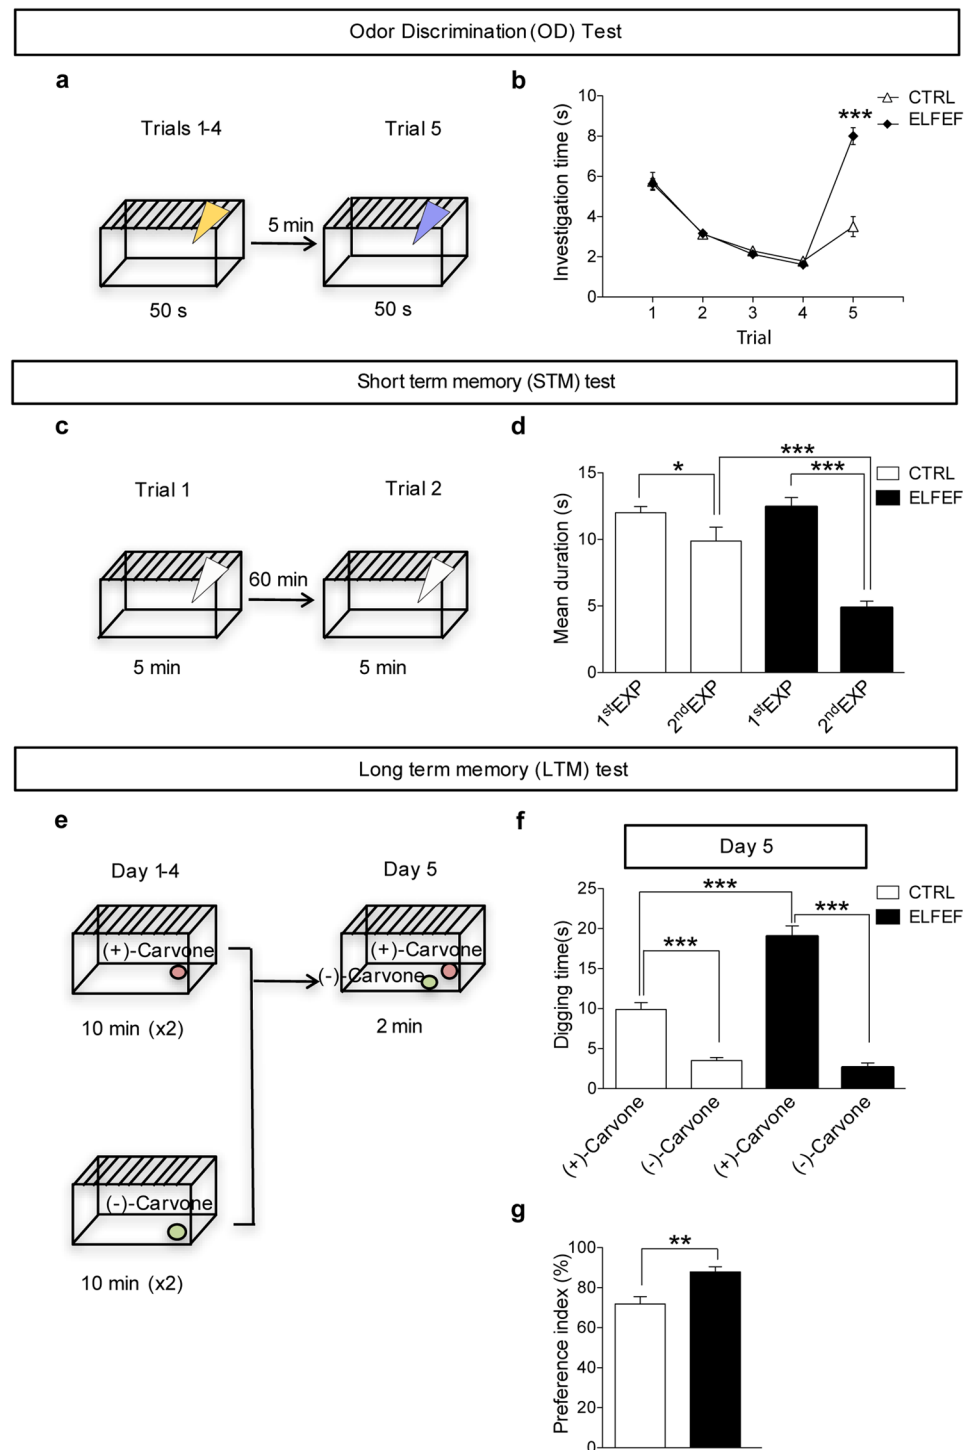 Odor Discrimination (OD) Test
a
Trials 1-4
Trial 5
5 min
50 s
50 s
b
Investigation time (s)
10
8
6
4
2
0
1 2 3 4 5
Trial
***
CTRL
ELFEF
Short term memory (STM) test
c
Trial 1
Trial 2
60 min
5 min
5 min
d
Mean duration (s)
15
10
5
0
*
***
***
CTRL
ELFEF
1stEXP
2ndEXP
1stEXP
2ndEXP
Long term memory (LTM) test
e
Day 1-4
Day 5
(+)-Carvone
(+)-Carvone
(-)-Carvone
10 min (x2)
2 min
(-)-Carvone
10 min (x2)
f
Day 5
Digging time(s)
25
20
15
10
5
0
***
***
***
CTRL
ELFEF
(+)-Carvone
(-)-Carvone
(+)-Carvone
(-)-Carvone
g
Preference index (%)
100
80
60
40
20
0
**